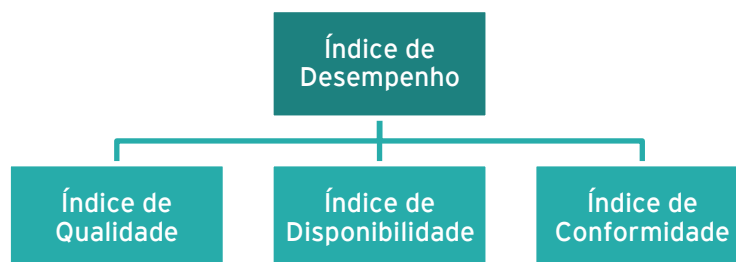 Índice de
Desempenho
Índice de
Qualidade
Índice de
Disponibilidade
Índice de
Conformidade